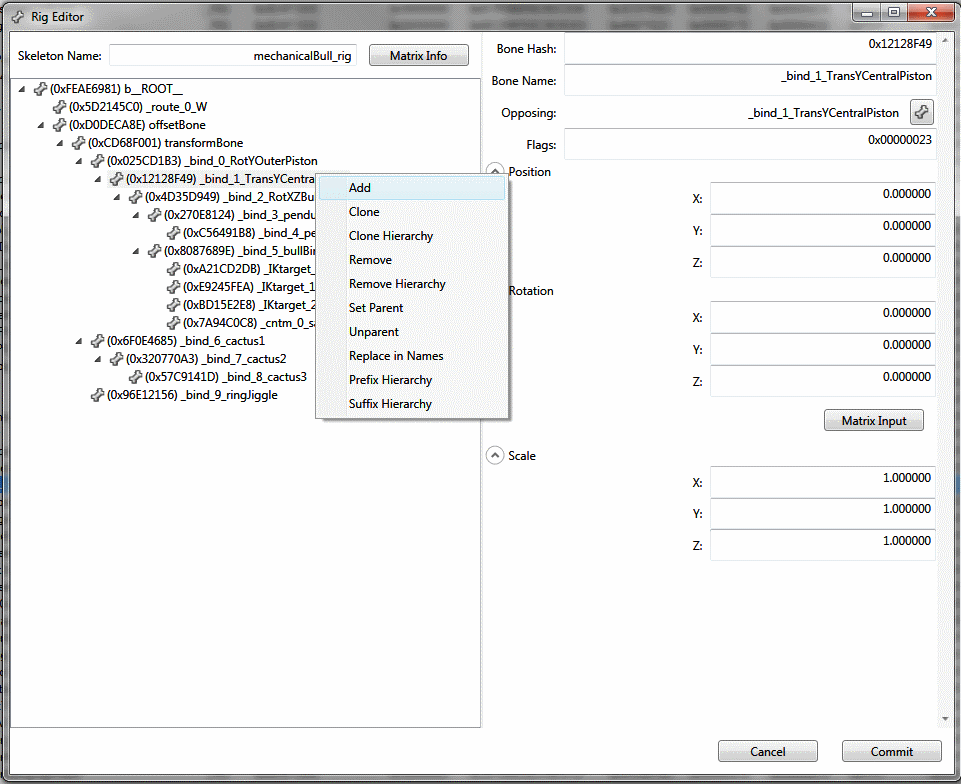 Rig Editor
Skeleton Name: mechanicalBull_rig Matrix Info
(0xFEAE6981) b__ROOT__
(0x5D2145C0) _route_0_W
(0xD0DECA8E) offsetBone
(0xCD68F001) transformBone
(0x025CD1B3) _bind_0_RotYOuterPiston
(0x12128F49) _bind_1_TransYCentra
(0x4D35D949) _bind_2_RotXZBu
(0x270E8124) _bind_3_pendu
(0xC56491B8) _bind_4_pe
(0x8087689E) _bind_5_bullBin
(0xA21CD2DB) _IKtarget_
(0xE9245FEA) _IKtarget_1
(0xBD15E2E8) _IKtarget_2
(0x7A94C0C8) _cntm_0_sa
(0x6F0E4685) _bind_6_cactus1
(0x320770A3) _bind_7_cactus2
(0x57C9141D) _bind_8_cactus3
(0x96E12156) _bind_9_ringJiggle
Add
Clone
Clone Hierarchy
Remove
Remove Hierarchy
Set Parent
Unparent
Replace in Names
Prefix Hierarchy
Suffix Hierarchy
Bone Hash: 0x12128F49
Bone Name: _bind_1_TransYCentralPiston
Opposing: _bind_1_TransYCentralPiston
Flags: 0x00000023
Position
X: 0.000000
Y: 0.000000
Z: 0.000000
Rotation
X: 0.000000
Y: 0.000000
Z: 0.000000
Matrix Input
Scale
X: 1.000000
Y: 1.000000
Z: 1.000000
Cancel Commit